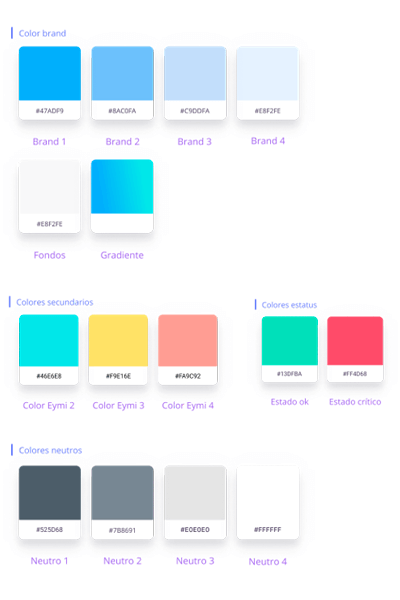 Color brand
#47ADF9 #8AC0FA #C9DDFA #E8F2FE
Brand 1 Brand 2 Brand 3 Brand 4
#E8F2FE
Fondos Gradiente
Colores secundarios
#46E6E8 #F9E16E #FA9C92
Color Eymi 2 Color Eymi 3 Color Eymi 4
Colores estatus
#13DFBA #FF4D68
Estado ok Estado crítico
Colores neutros
#525D68 #7B8691 #E0E0E0 #FFFFFF
Neutro 1 Neutro 2 Neutro 3 Neutro 4